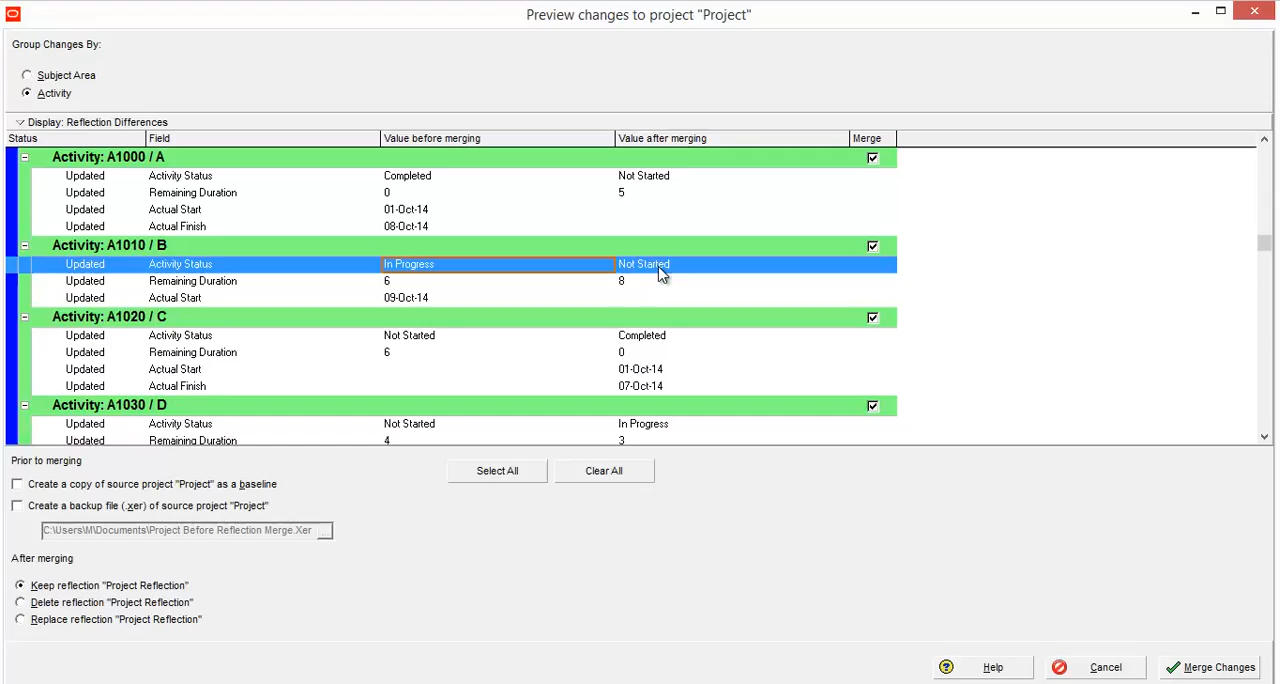 Preview changes to project "Project"
Group Changes By:
Subject Area
Activity
Display: Reflection Differences
Status Field Value before merging Value after merging Merge
Activity: A1000 / A
Updated Activity Status Completed Not Started
Updated Remaining Duration 0 5
Updated Actual Start 01-Oct-14
Updated Actual Finish 08-Oct-14
Activity: A1010 / B
Updated Activity Status In Progress Not Started
Updated Remaining Duration 6 8
Updated Actual Start 09-Oct-14
Activity: A1020 / C
Updated Activity Status Not Started Completed
Updated Remaining Duration 6 0
Updated Actual Start 01-Oct-14
Updated Actual Finish 07-Oct-14
Activity: A1030 / D
Updated Activity Status Not Started In Progress
Updated Remaining Duration 4 3
Prior to merging
Select All Clear All
Create a copy of source project "Project" as a baseline
Create a backup file (.xer) of source project "Project"
C:\Users\M\Documents\Project Before Reflection Merge.Xer ...
After merging
Keep reflection "Project Reflection"
Delete reflection "Project Reflection"
Replace reflection "Project Reflection"
Help Cancel Merge Changes